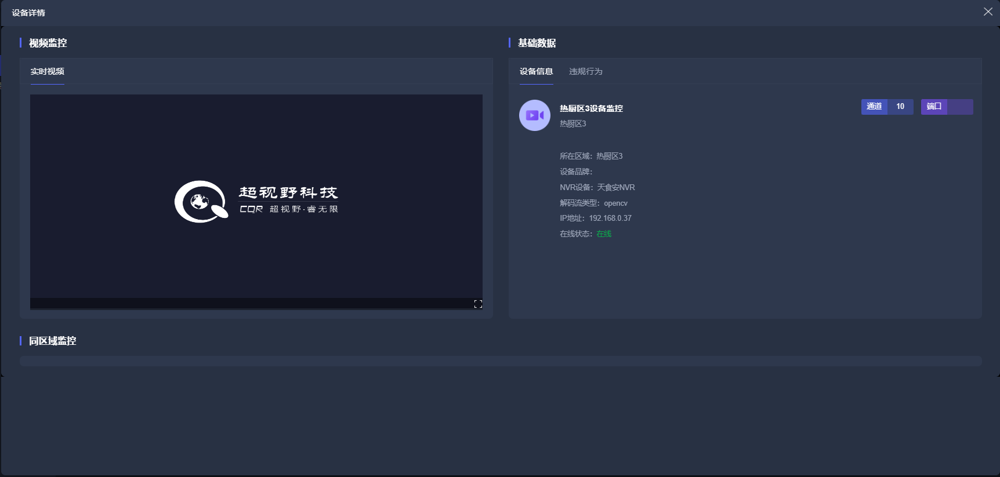 设备详情
视频监控
实时视频
超视野科技
CQR 超视野·睿无限
基础数据
设备信息 违规行为
热厨区3设备监控
热厨区3
通道 10 端口
所在区域：热厨区3
设备品牌：
NVR设备：天食安NVR
解码流类型：opencv
IP地址：192.168.0.37
在线状态：在线
同区域监控